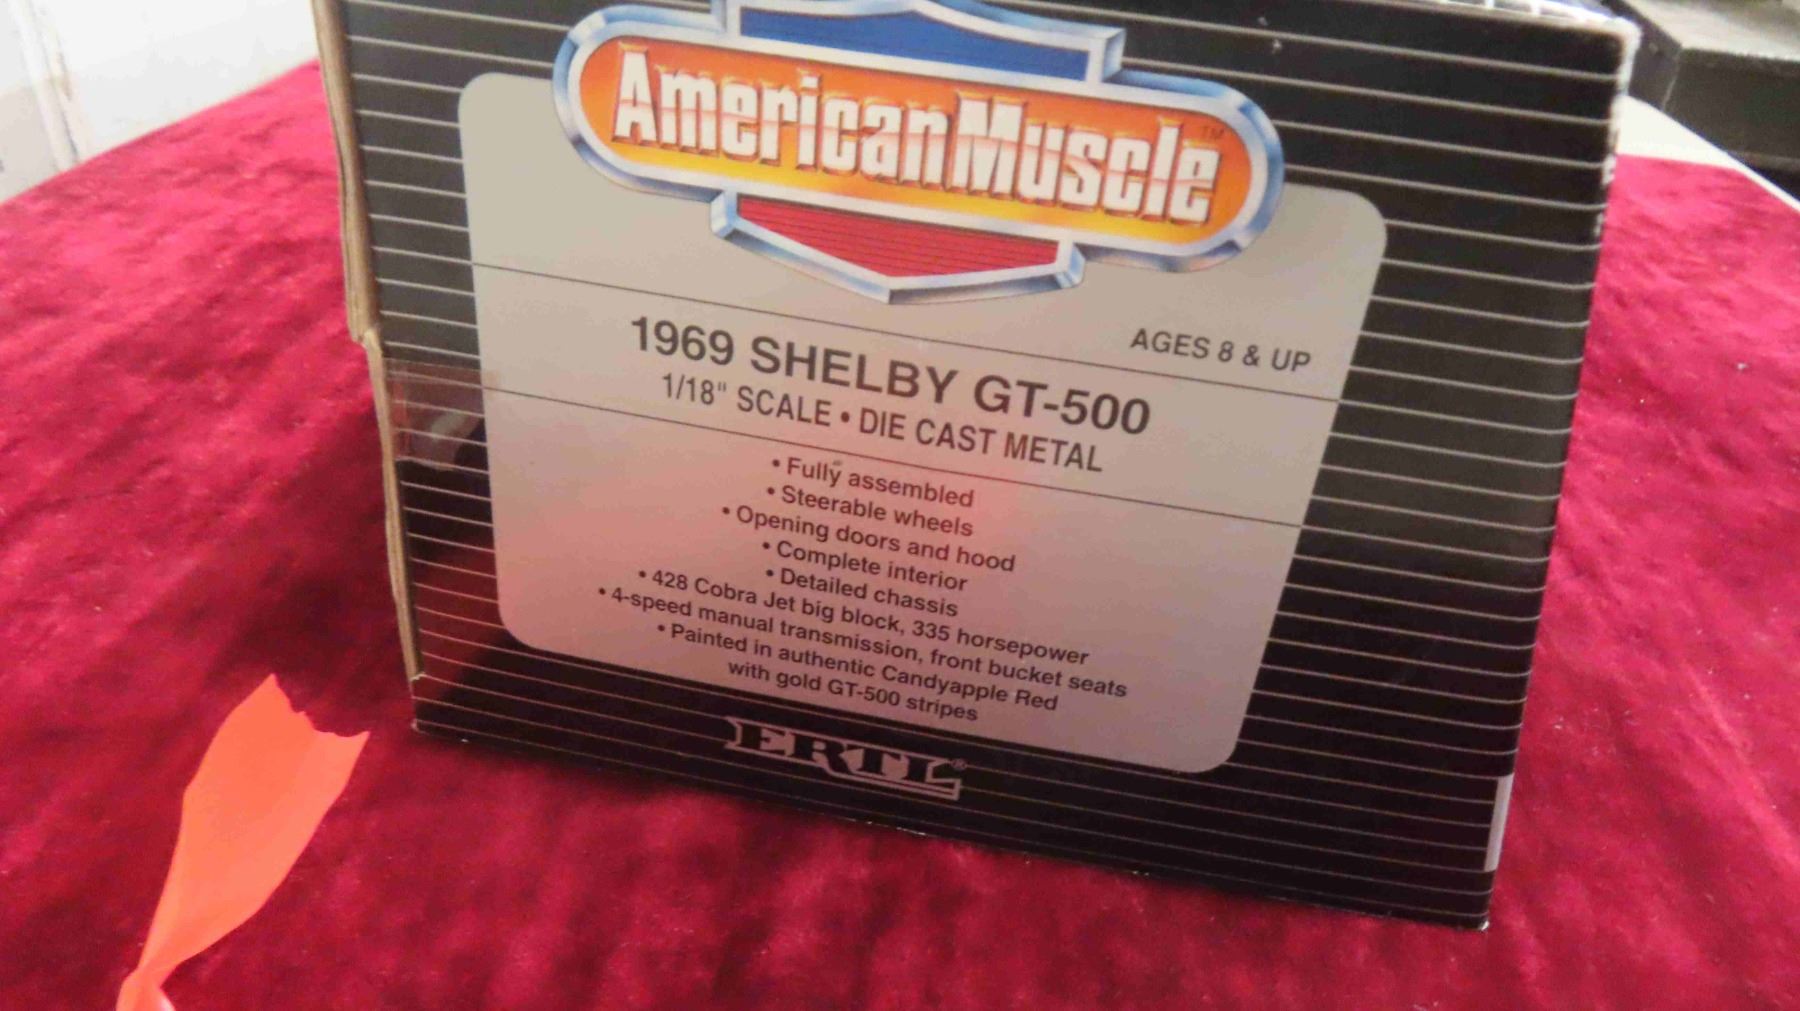 AmericanMuscle™
AGES 8 & UP
1969 SHELBY GT-500
1/18" SCALE • DIE CAST METAL
• Fully assembled
• Steerable wheels
• Opening doors and hood
• Complete interior
• Detailed chassis
• 428 Cobra Jet big block, 335 horsepower
• 4-speed manual transmission, front bucket seats
• Painted in authentic Candyapple Red
with gold GT-500 stripes
ERTL®